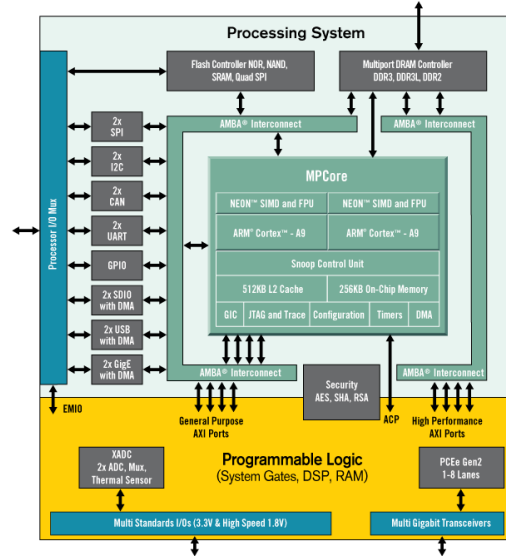 Processing System
Flash Controller NOR, NAND,
SRAM, Quad SPI
Multiport DRAM Controller
DDR3, DDR3L, DDR2
Processor I/O Mux
2x
SPI
2x
I2C
2x
CAN
2x
UART
GPIO
2x SDIO
with DMA
2x USB
with DMA
2x GigE
with DMA
AMBA® Interconnect
AMBA® Interconnect
MPCore
NEON™ SIMD and FPU
NEON™ SIMD and FPU
ARM® Cortex™ - A9
ARM® Cortex™ - A9
Snoop Control Unit
512KB L2 Cache
256KB On-Chip Memory
GIC
JTAG and Trace
Configuration
Timers
DMA
AMBA® Interconnect
AMBA® Interconnect
Security
AES, SHA, RSA
EMIO
General Purpose
AXI Ports
ACP
High Performance
AXI Ports
XADC
2x ADC, Mux,
Thermal Sensor
Programmable Logic
(System Gates, DSP, RAM)
PCEe Gen2
1-8 Lanes
Multi Standards I/Os (3.3V & High Speed 1.8V)
Multi Gigabit Transceivers